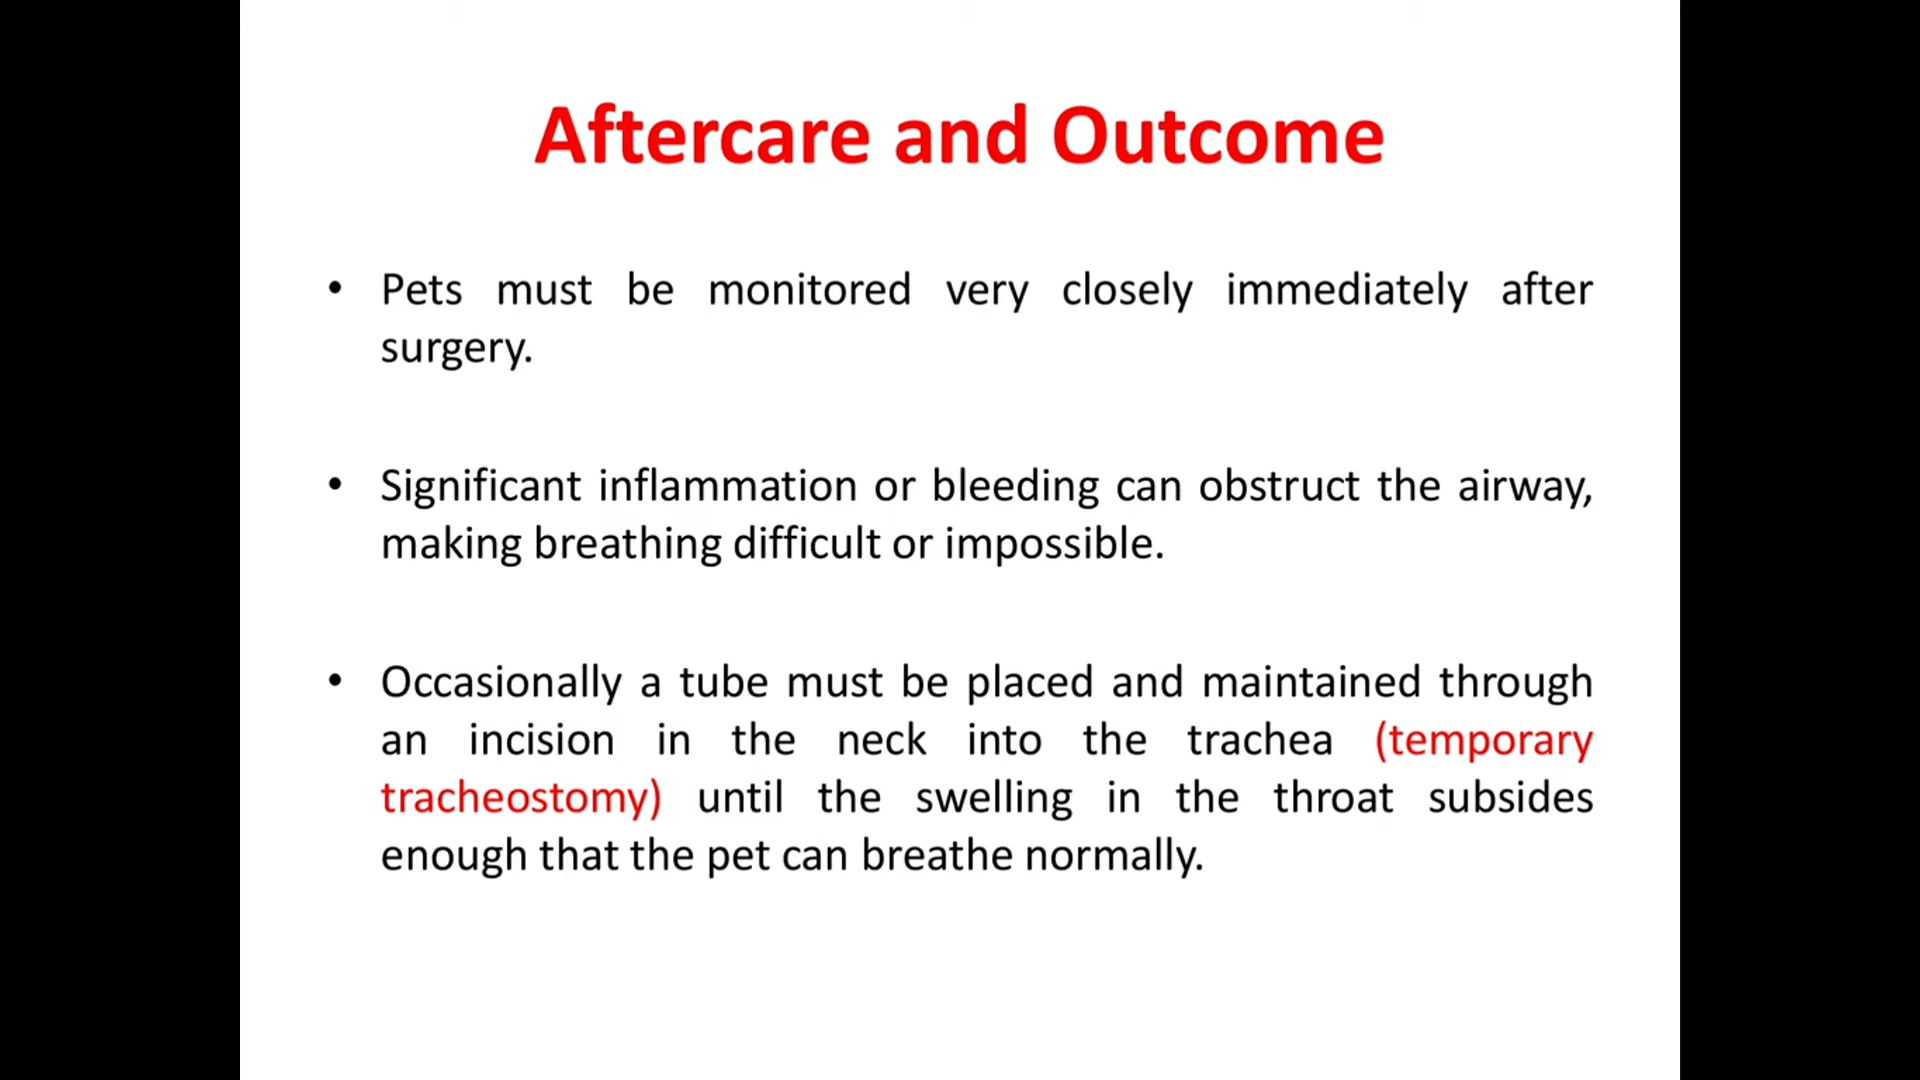 Aftercare and Outcome
• Pets must be monitored very closely immediately after
surgery.
• Significant inflammation or bleeding can obstruct the airway,
making breathing difficult or impossible.
• Occasionally a tube must be placed and maintained through
an incision in the neck into the trachea (temporary
tracheostomy) until the swelling in the throat subsides
enough that the pet can breathe normally.